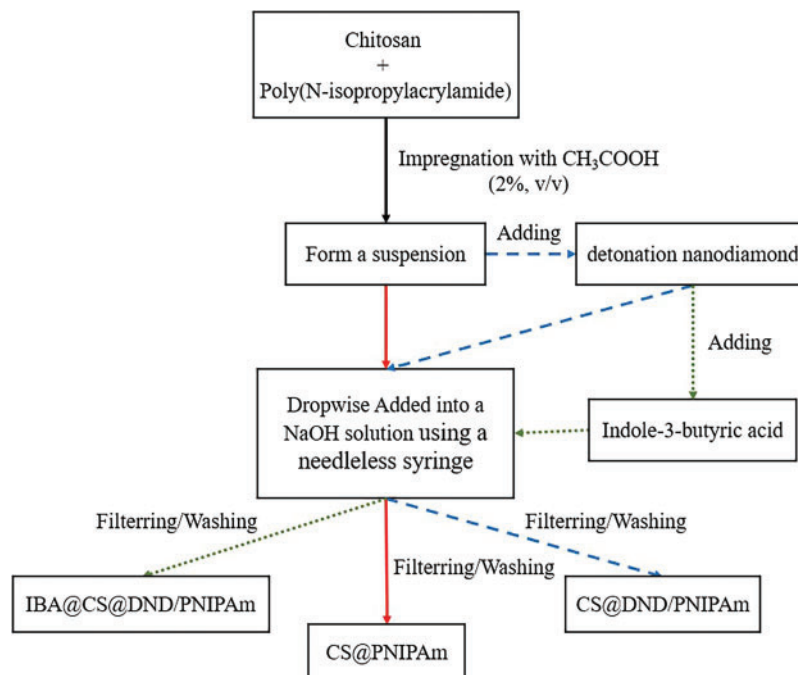 Chitosan
+
Poly(N-isopropylacrylamide)
Impregnation with CH₃COOH
(2%, v/v)
Adding
Form a suspension
detonation nanodiamond
Adding
Dropwise Added into a
NaOH solution using a
needleless syringe
Indole-3-butyric acid
Filterring/Washing
Filterring/Washing
Filterring/Washing
IBA@CS@DND/PNIPAm
CS@DND/PNIPAm
CS@PNIPAm